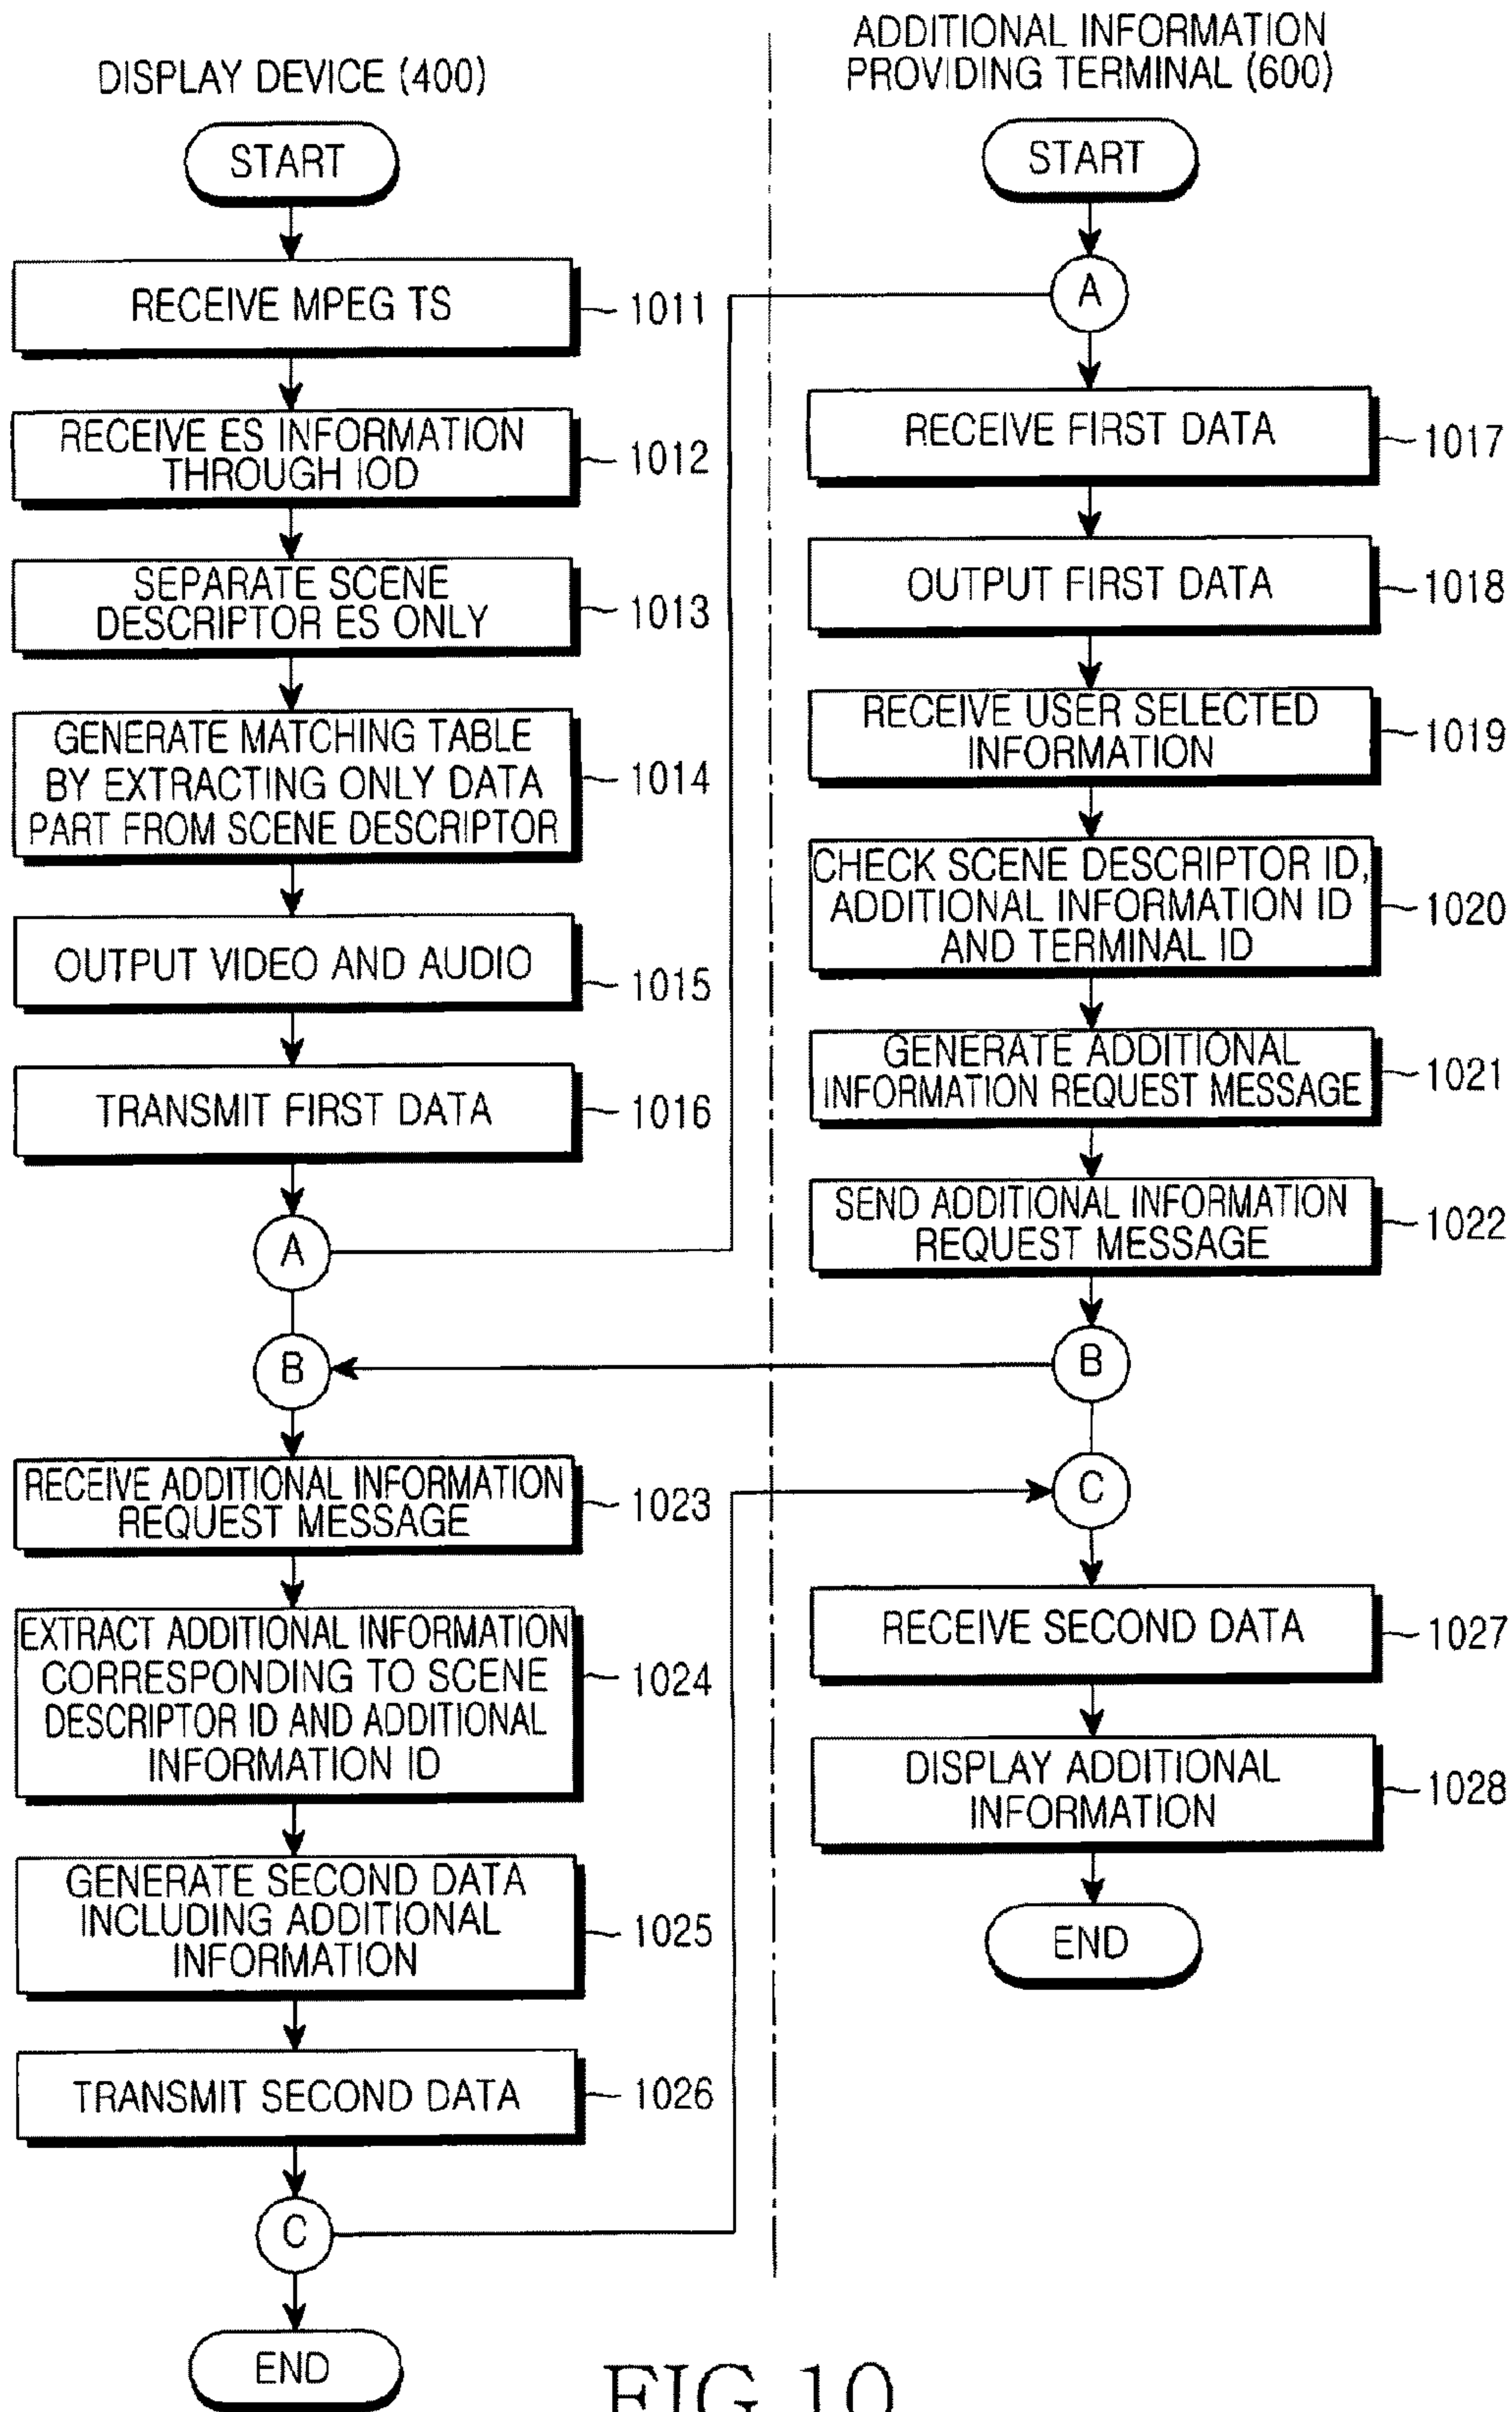 DISPLAY DEVICE (400)
START
RECEIVE MPEG TS
1011
RECEIVE ES INFORMATION
THROUGH IOD
1012
SEPARATE SCENE
DESCRIPTOR ES ONLY
1013
GENERATE MATCHING TABLE
BY EXTRACTING ONLY DATA
PART FROM SCENE DESCRIPTOR
1014
OUTPUT VIDEO AND AUDIO
1015
TRANSMIT FIRST DATA
1016
A
B
RECEIVE ADDITIONAL INFORMATION
REQUEST MESSAGE
1023
EXTRACT ADDITIONAL INFORMATION
CORRESPONDING TO SCENE
DESCRIPTOR ID AND ADDITIONAL
INFORMATION ID
1024
GENERATE SECOND DATA
INCLUDING ADDITIONAL
INFORMATION
1025
TRANSMIT SECOND DATA
1026
C
END
ADDITIONAL INFORMATION
PROVIDING TERMINAL (600)
START
A
RECEIVE FIRST DATA
1017
OUTPUT FIRST DATA
1018
RECEIVE USER SELECTED
INFORMATION
1019
CHECK SCENE DESCRIPTOR ID,
ADDITIONAL INFORMATION ID
AND TERMINAL ID
1020
GENERATE ADDITIONAL
INFORMATION REQUEST MESSAGE
1021
SEND ADDITIONAL INFORMATION
REQUEST MESSAGE
1022
B
C
RECEIVE SECOND DATA
1027
DISPLAY ADDITIONAL
INFORMATION
1028
END
FIG.10